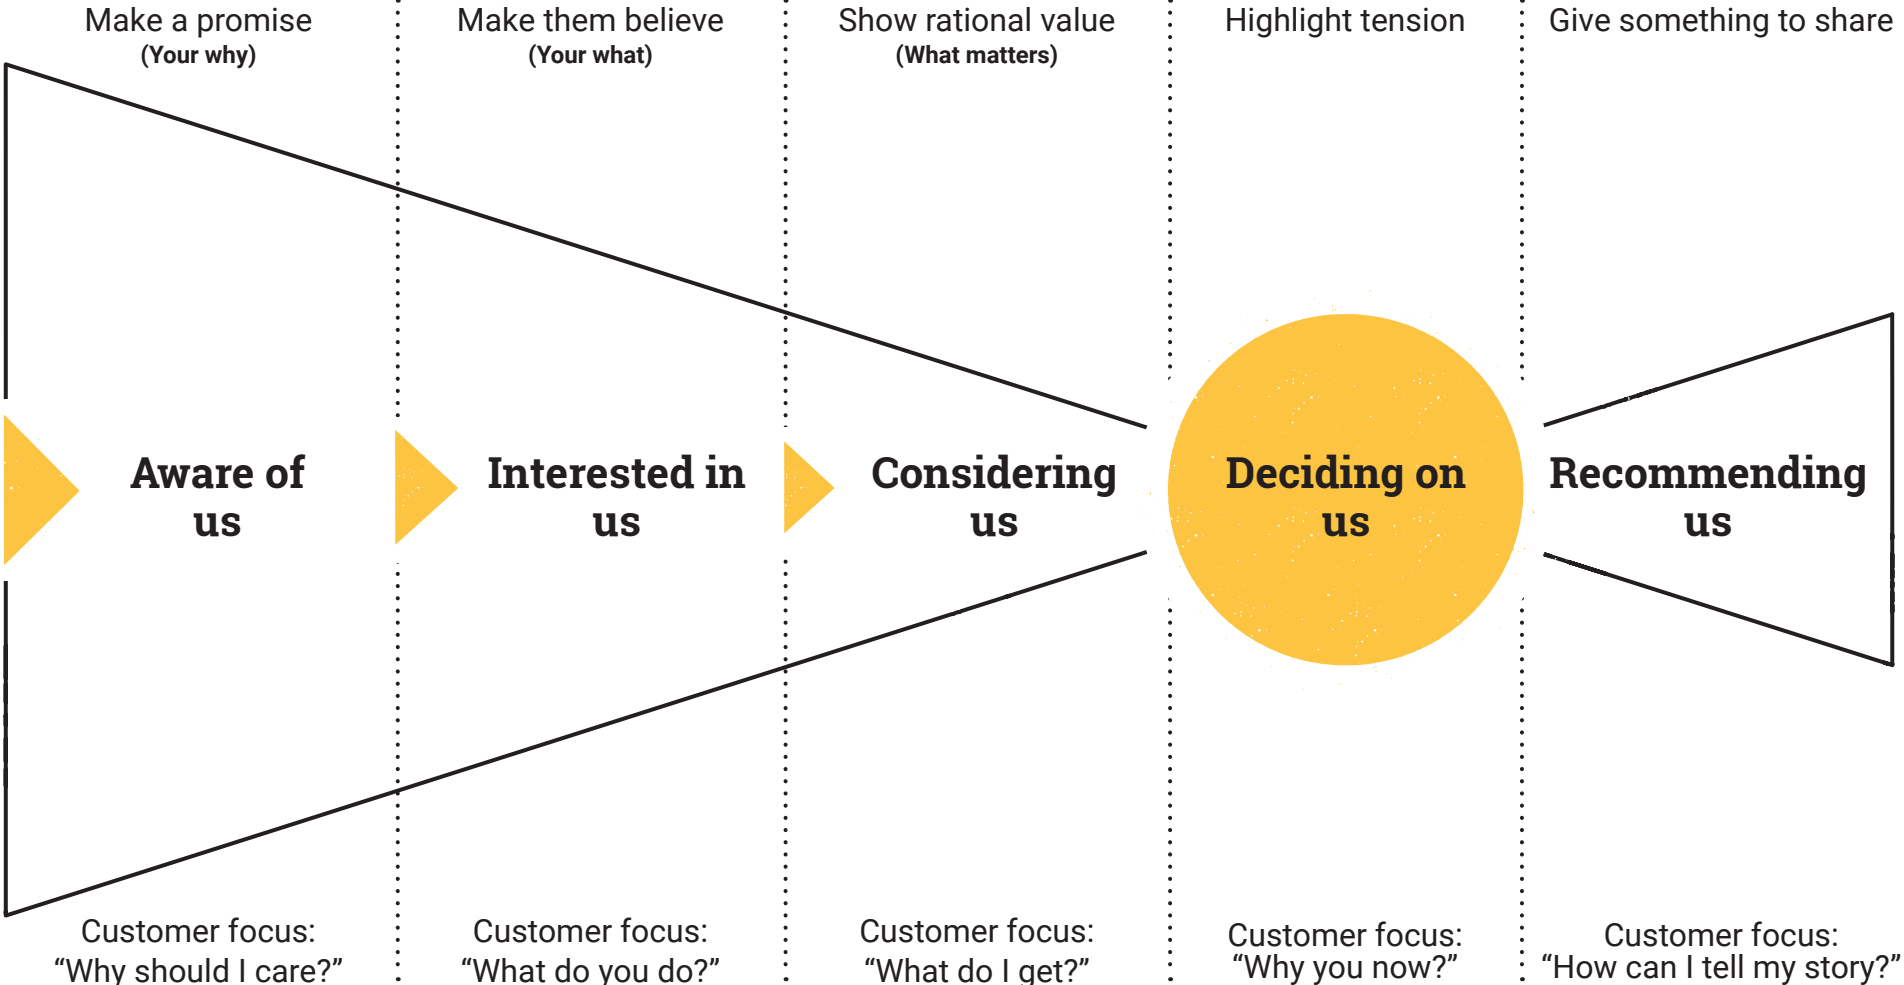 Make a promise
(Your why)
Make them believe
(Your what)
Show rational value
(What matters)
Highlight tension
Give something to share
Aware of
us
Interested in
us
Considering
us
Deciding on
us
Recommending
us
Customer focus:
“Why should I care?”
Customer focus:
“What do you do?”
Customer focus:
“What do I get?”
Customer focus:
“Why you now?”
Customer focus:
“How can I tell my story?”